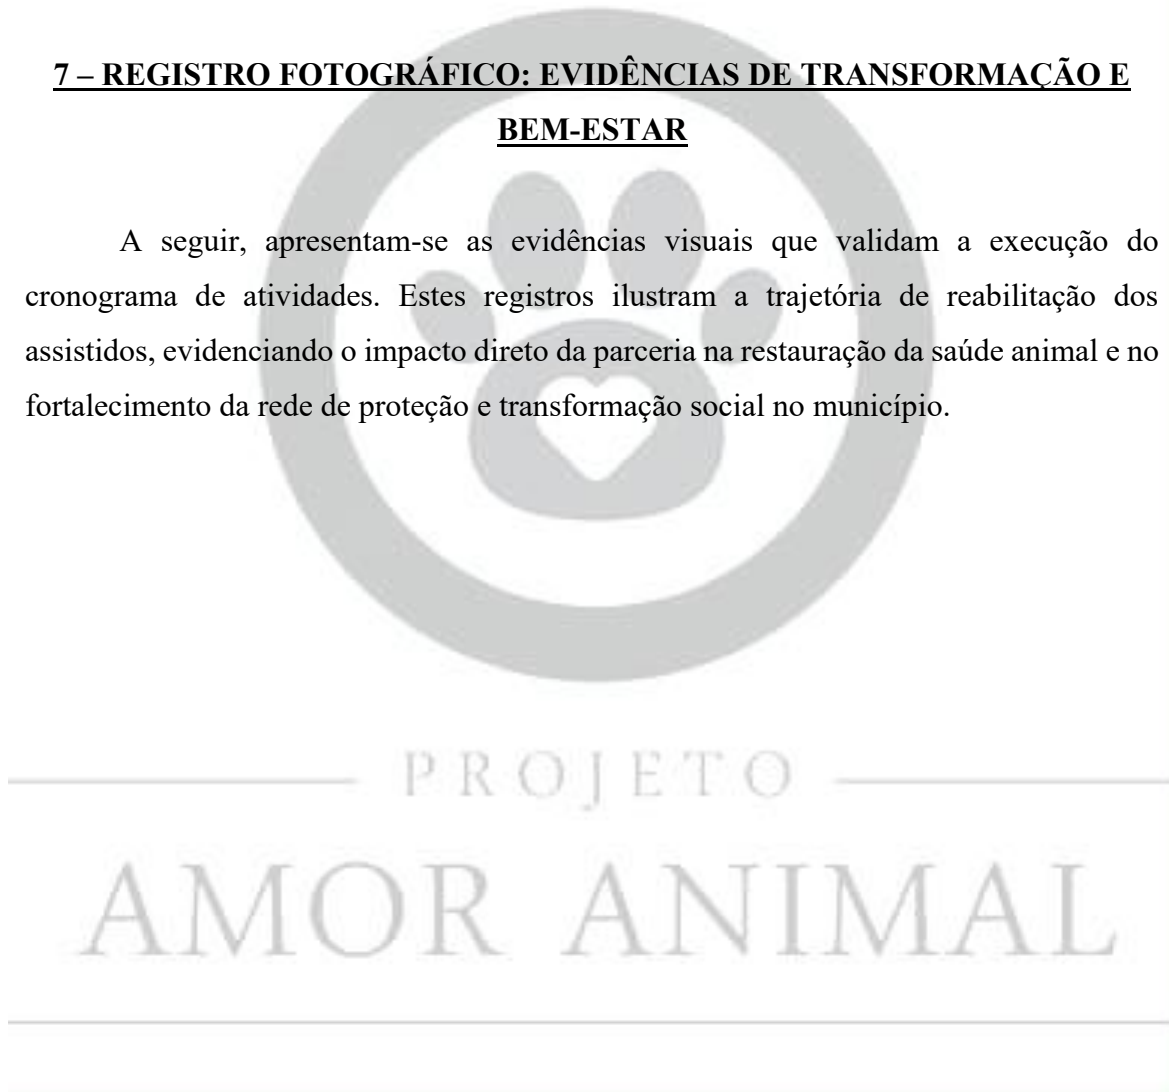 7 – REGISTRO FOTOGRÁFICO: EVIDÊNCIAS DE TRANSFORMAÇÃO E
BEM-ESTAR
A seguir, apresentam-se as evidências visuais que validam a execução do
cronograma de atividades. Estes registros ilustram a trajetória de reabilitação dos
assistidos, evidenciando o impacto direto da parceria na restauração da saúde animal e no
fortalecimento da rede de proteção e transformação social no município.
PROJETO
AMOR ANIMAL